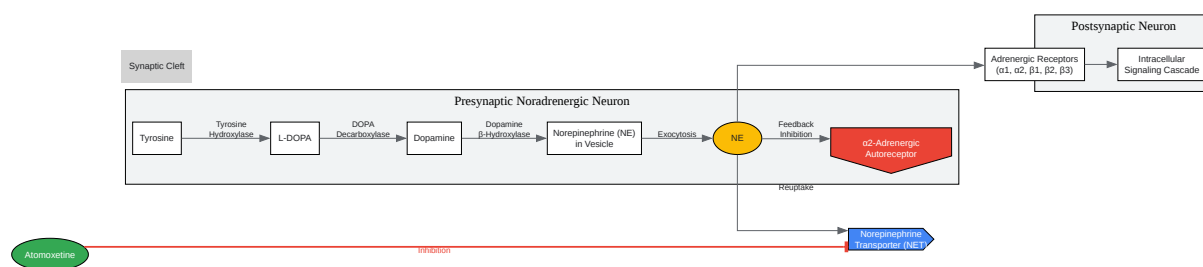 Postsynaptic Neuron
Synaptic Cleft
Adrenergic Receptors
(α1, α2, β1, β2, β3)
Intracellular
Signaling Cascade
Presynaptic Noradrenergic Neuron
Tyrosine
Tyrosine
Hydroxylase
L-DOPA
DOPA
Decarboxylase
Dopamine
Dopamine
β-Hydroxylase
Norepinephrine (NE)
in Vesicle
Exocytosis
NE
Feedback
Inhibition
α2-Adrenergic
Autoreceptor
Reuptake
Norepinephrine
Transporter (NET)
Atomoxetine
Inhibition